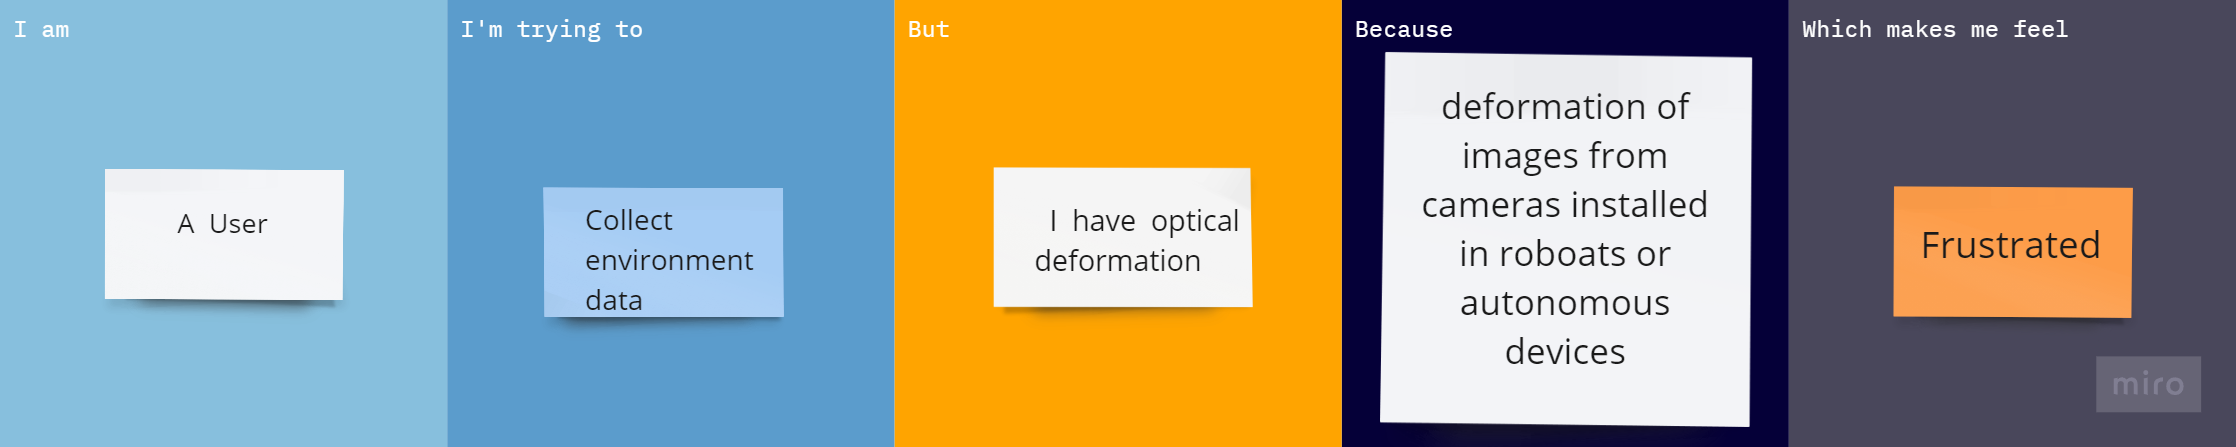 I am
A User
I'm trying to
Collect
environment
data
But
I have optical
deformation
Because
deformation of
images from
cameras installed
in roboats or
autonomous
devices
Which makes me feel
Frustrated
miro